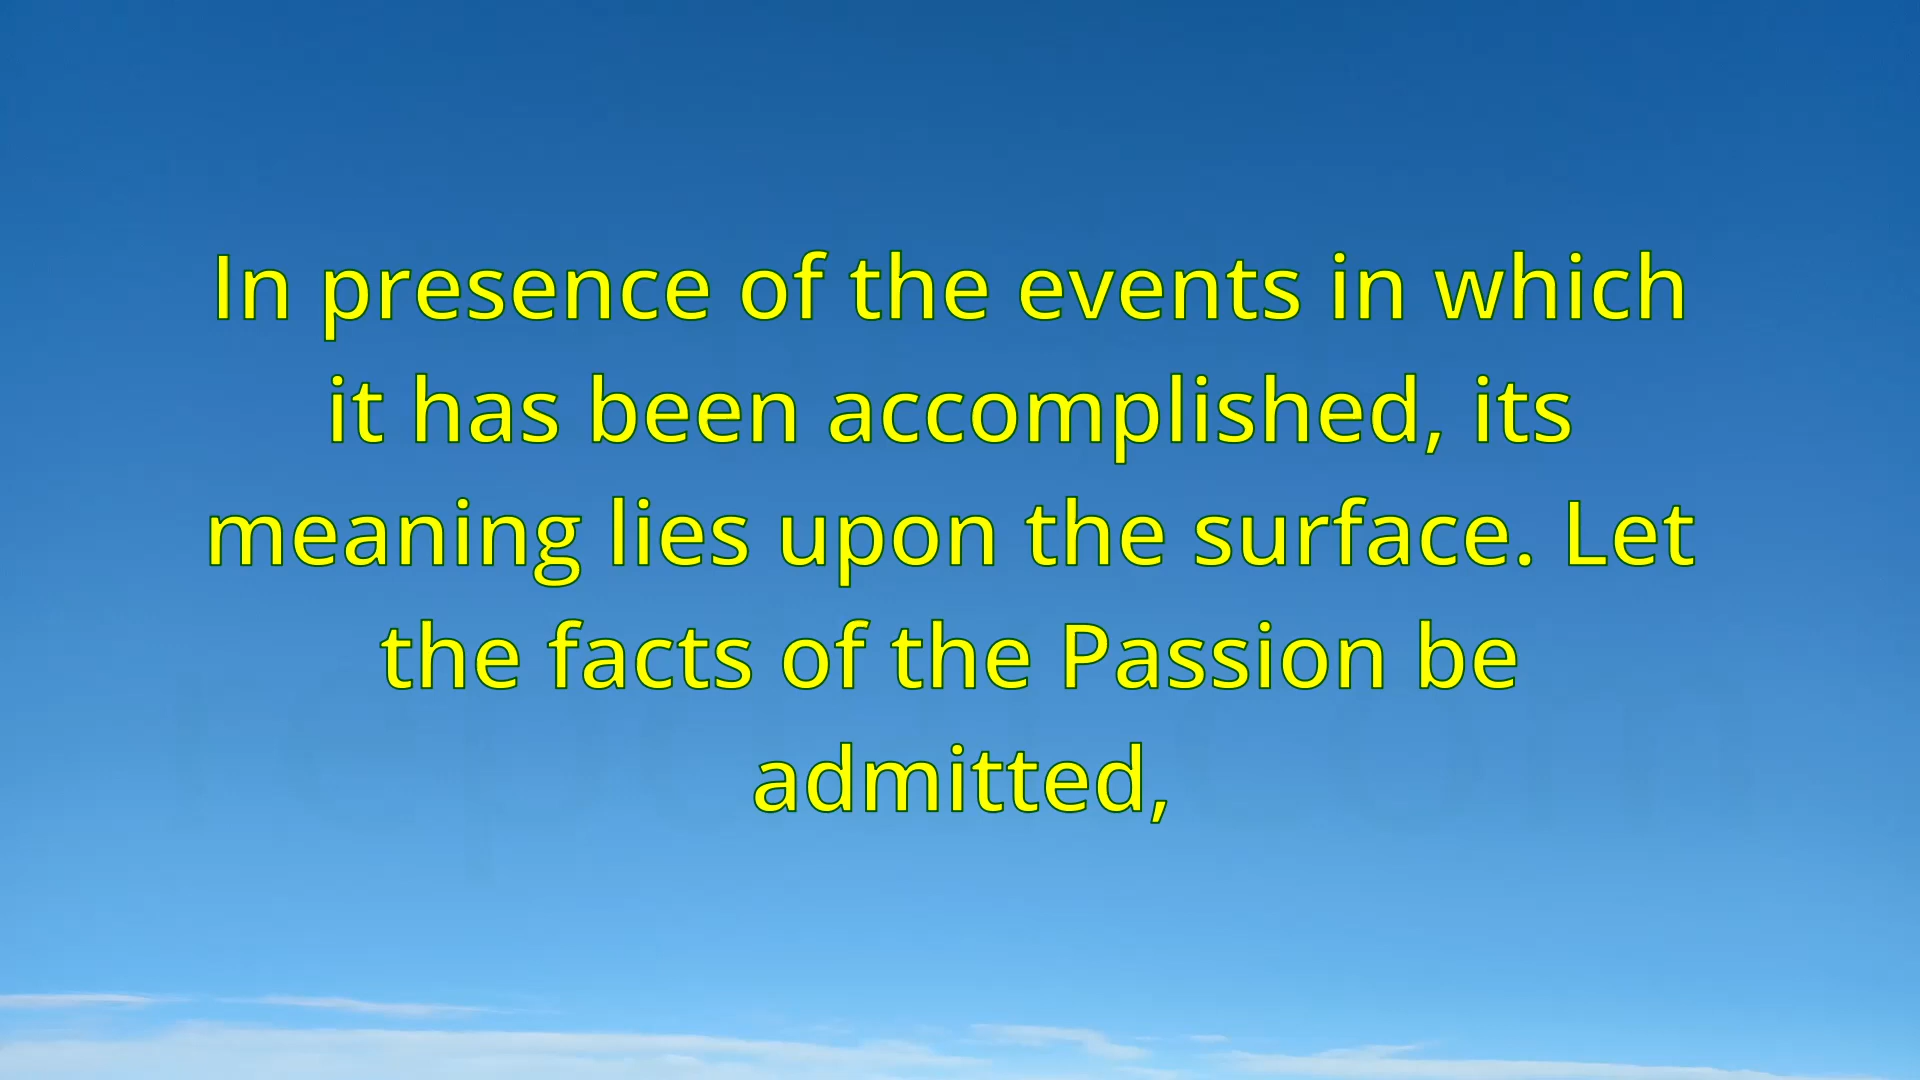 In presence of the events in which
it has been accomplished, its
meaning lies upon the surface. Let
the facts of the Passion be
admitted,